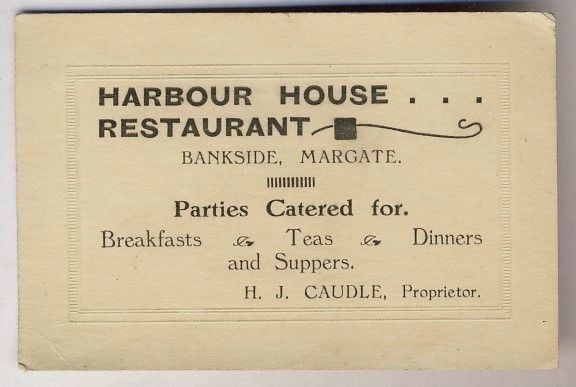 HARBOUR HOUSE . . .
RESTAURANT
BANKSIDE, MARGATE.
Parties Catered for.
Breakfasts Teas Dinners
and Suppers.
H. J. CAUDLE, Proprietor.